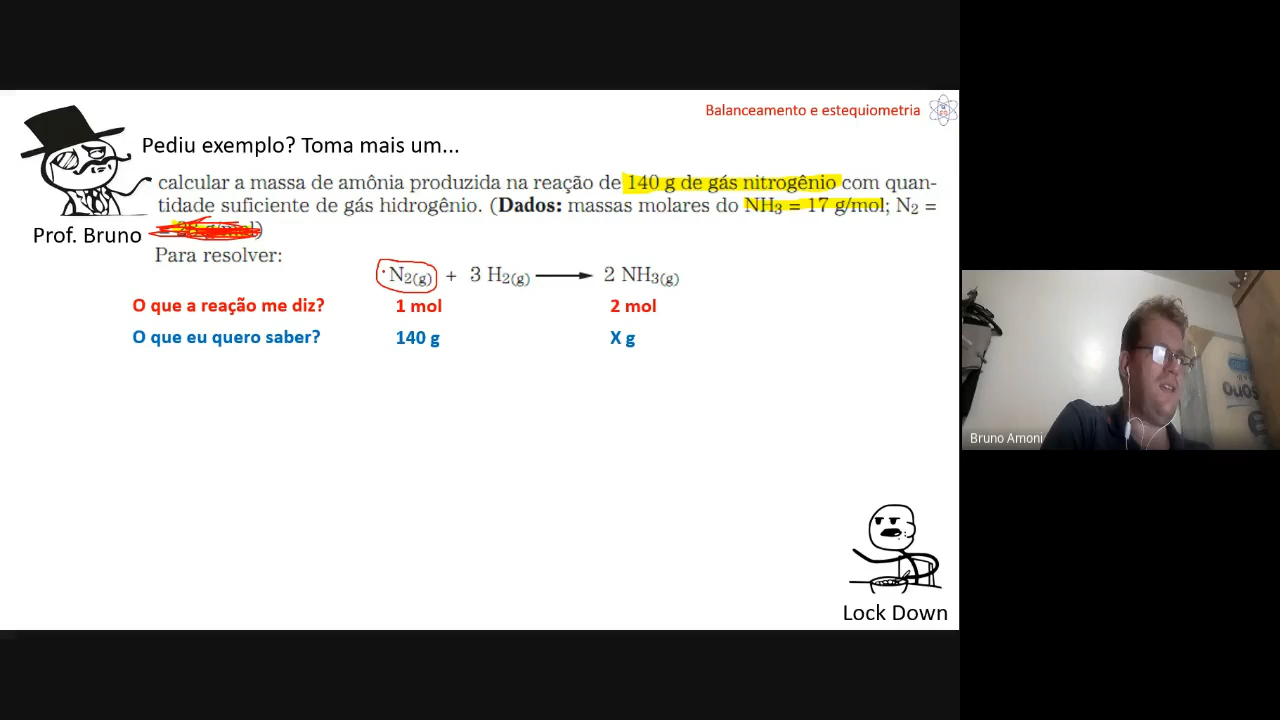 Balanceamento e estequiometria
Pediu exemplo? Toma mais um...
calcular a massa de amônia produzida na reação de 140 g de gás nitrogênio com quan-
tidade suficiente de gás hidrogênio. (Dados: massas molares do NH₃ = 17 g/mol; N₂ =
Prof. Bruno
Para resolver:
N₂(g) + 3 H₂(g) ⟶ 2 NH₃(g)
O que a reação me diz? 1 mol 2 mol
O que eu quero saber? 140 g X g
Bruno Amoni
Lock Down